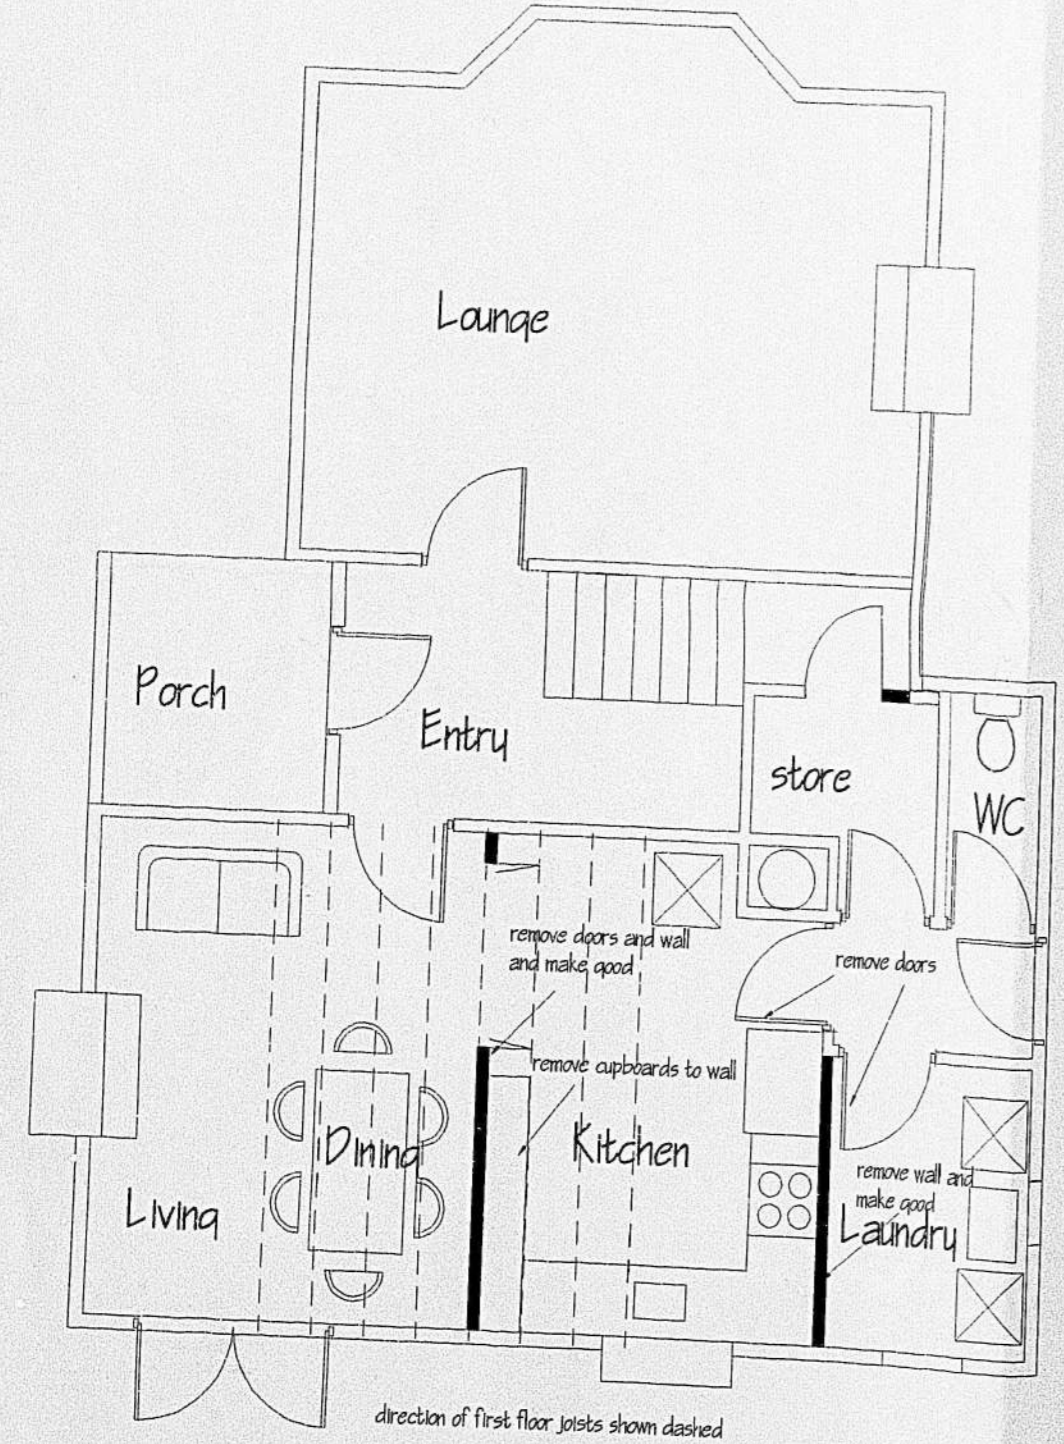 Lounge
Porch
Entry
store
WC
remove doors and wall
and make good
remove doors
remove cupboards to wall
Dining
Kitchen
Living
remove wall and
make good
Laundry
direction of first floor joists shown dashed